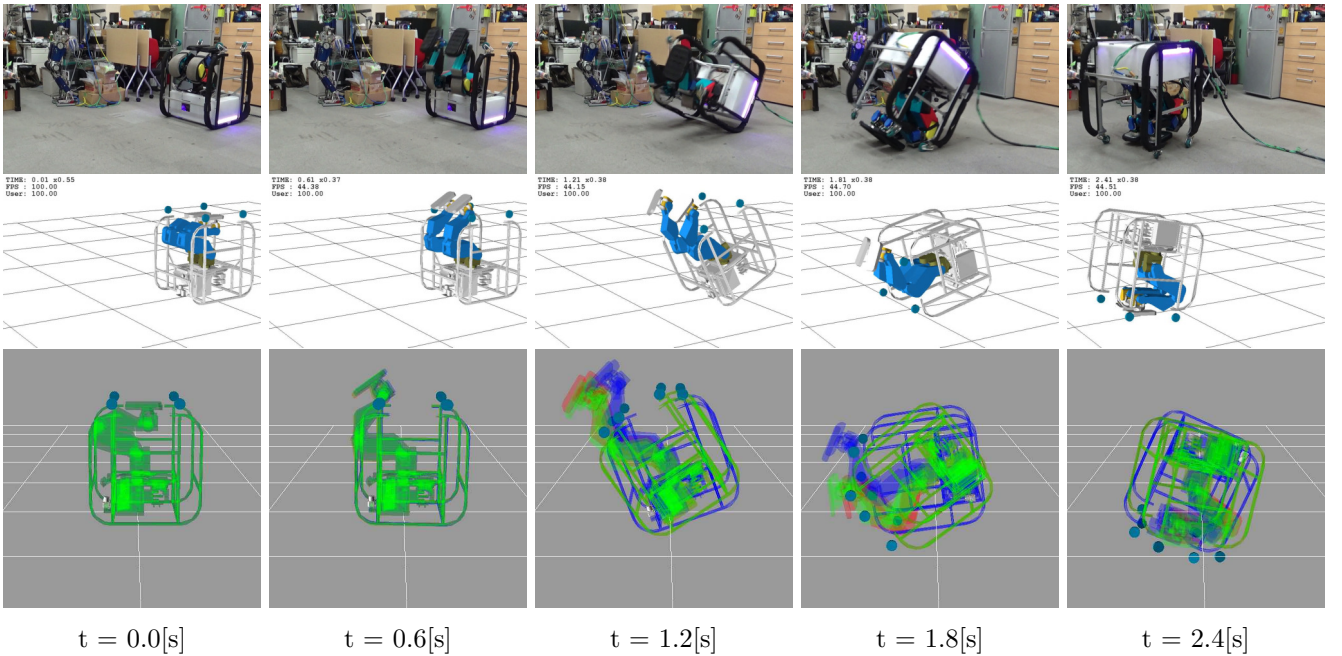 TIME: 0.01 x0.55
FPS : 100.00
User: 100.00
TIME: 0.61 x0.37
FPS : 44.38
User: 100.00
TIME: 1.21 x0.38
FPS : 44.15
User: 100.00
TIME: 1.81 x0.38
FPS : 44.70
User: 100.00
TIME: 2.41 x0.38
FPS : 44.51
User: 100.00
t = 0.0[s]
t = 0.6[s]
t = 1.2[s]
t = 1.8[s]
t = 2.4[s]